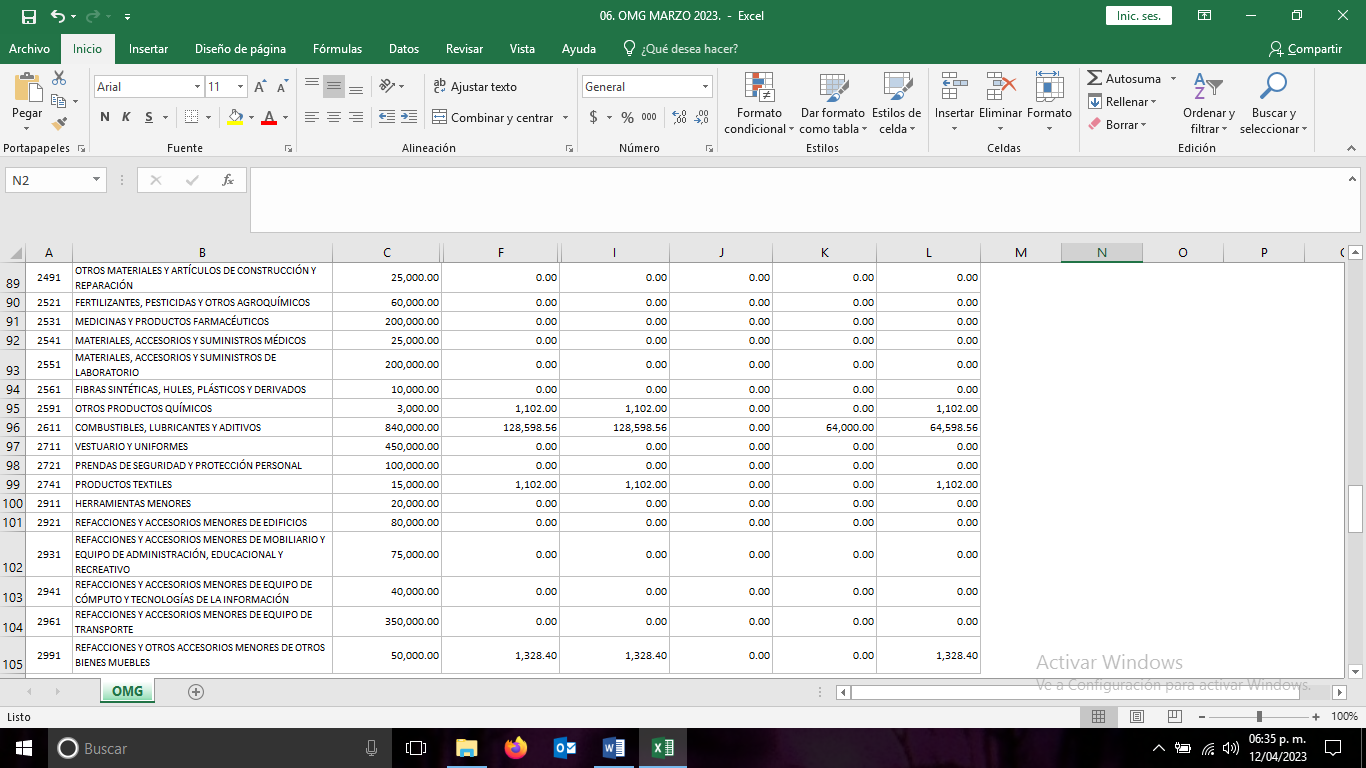 06. OMG MARZO 2023. - Excel
Inic. ses.
Archivo Inicio Insertar Diseño de página Fórmulas Datos Revisar Vista Ayuda ¿Qué desea hacer? Compartir
Pegar
Portapapeles
Arial 11
N K S
Fuente
Ajustar texto
Combinar y centrar
Alineación
General
$ % 000
Número
Formato condicional
Dar formato como tabla
Estilos de celda
Estilos
Insertar Eliminar Formato
Celdas
Autosuma
Rellenar
Borrar
Ordenar y filtrar
Buscar y seleccionar
Edición
N2 fx
A B C F I J K L M N O P
89 2491 OTROS MATERIALES Y ARTÍCULOS DE CONSTRUCCIÓN Y REPARACIÓN 25,000.00 0.00 0.00 0.00 0.00 0.00
90 2521 FERTILIZANTES, PESTICIDAS Y OTROS AGROQUÍMICOS 60,000.00 0.00 0.00 0.00 0.00 0.00
91 2531 MEDICINAS Y PRODUCTOS FARMACÉUTICOS 200,000.00 0.00 0.00 0.00 0.00 0.00
92 2541 MATERIALES, ACCESORIOS Y SUMINISTROS MÉDICOS 25,000.00 0.00 0.00 0.00 0.00 0.00
93 2551 MATERIALES, ACCESORIOS Y SUMINISTROS DE LABORATORIO 200,000.00 0.00 0.00 0.00 0.00 0.00
94 2561 FIBRAS SINTÉTICAS, HULES, PLÁSTICOS Y DERIVADOS 10,000.00 0.00 0.00 0.00 0.00 0.00
95 2591 OTROS PRODUCTOS QUÍMICOS 3,000.00 1,102.00 1,102.00 0.00 0.00 1,102.00
96 2611 COMBUSTIBLES, LUBRICANTES Y ADITIVOS 840,000.00 128,598.56 128,598.56 0.00 64,000.00 64,598.56
97 2711 VESTUARIO Y UNIFORMES 450,000.00 0.00 0.00 0.00 0.00 0.00
98 2721 PRENDAS DE SEGURIDAD Y PROTECCIÓN PERSONAL 100,000.00 0.00 0.00 0.00 0.00 0.00
99 2741 PRODUCTOS TEXTILES 15,000.00 1,102.00 1,102.00 0.00 0.00 1,102.00
100 2911 HERRAMIENTAS MENORES 20,000.00 0.00 0.00 0.00 0.00 0.00
101 2921 REFACCIONES Y ACCESORIOS MENORES DE EDIFICIOS 80,000.00 0.00 0.00 0.00 0.00 0.00
102 2931 REFACCIONES Y ACCESORIOS MENORES DE MOBILIARIO Y EQUIPO DE ADMINISTRACIÓN, EDUCACIONAL Y RECREATIVO 75,000.00 0.00 0.00 0.00 0.00 0.00
103 2941 REFACCIONES Y ACCESORIOS MENORES DE EQUIPO DE CÓMPUTO Y TECNOLOGÍAS DE LA INFORMACIÓN 40,000.00 0.00 0.00 0.00 0.00 0.00
104 2961 REFACCIONES Y ACCESORIOS MENORES DE EQUIPO DE TRANSPORTE 350,000.00 0.00 0.00 0.00 0.00 0.00
105 2991 REFACCIONES Y OTROS ACCESORIOS MENORES DE OTROS BIENES MUEBLES 50,000.00 1,328.40 1,328.40 0.00 0.00 1,328.40
Activar Windows
Ve a Configuración para activar Windows.
OMG
Listo
100%
Buscar
06:35 p. m.
12/04/2023